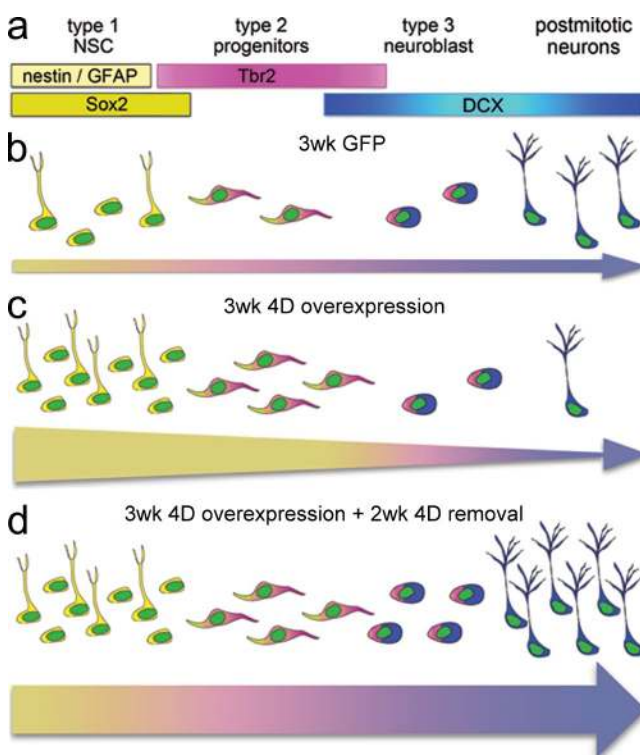 a
type 1
NSC
type 2
progenitors
type 3
neuroblast
postmitotic
neurons
nestin / GFAP
Tbr2
Sox2
DCX
b
3wk GFP
c
3wk 4D overexpression
d
3wk 4D overexpression + 2wk 4D removal